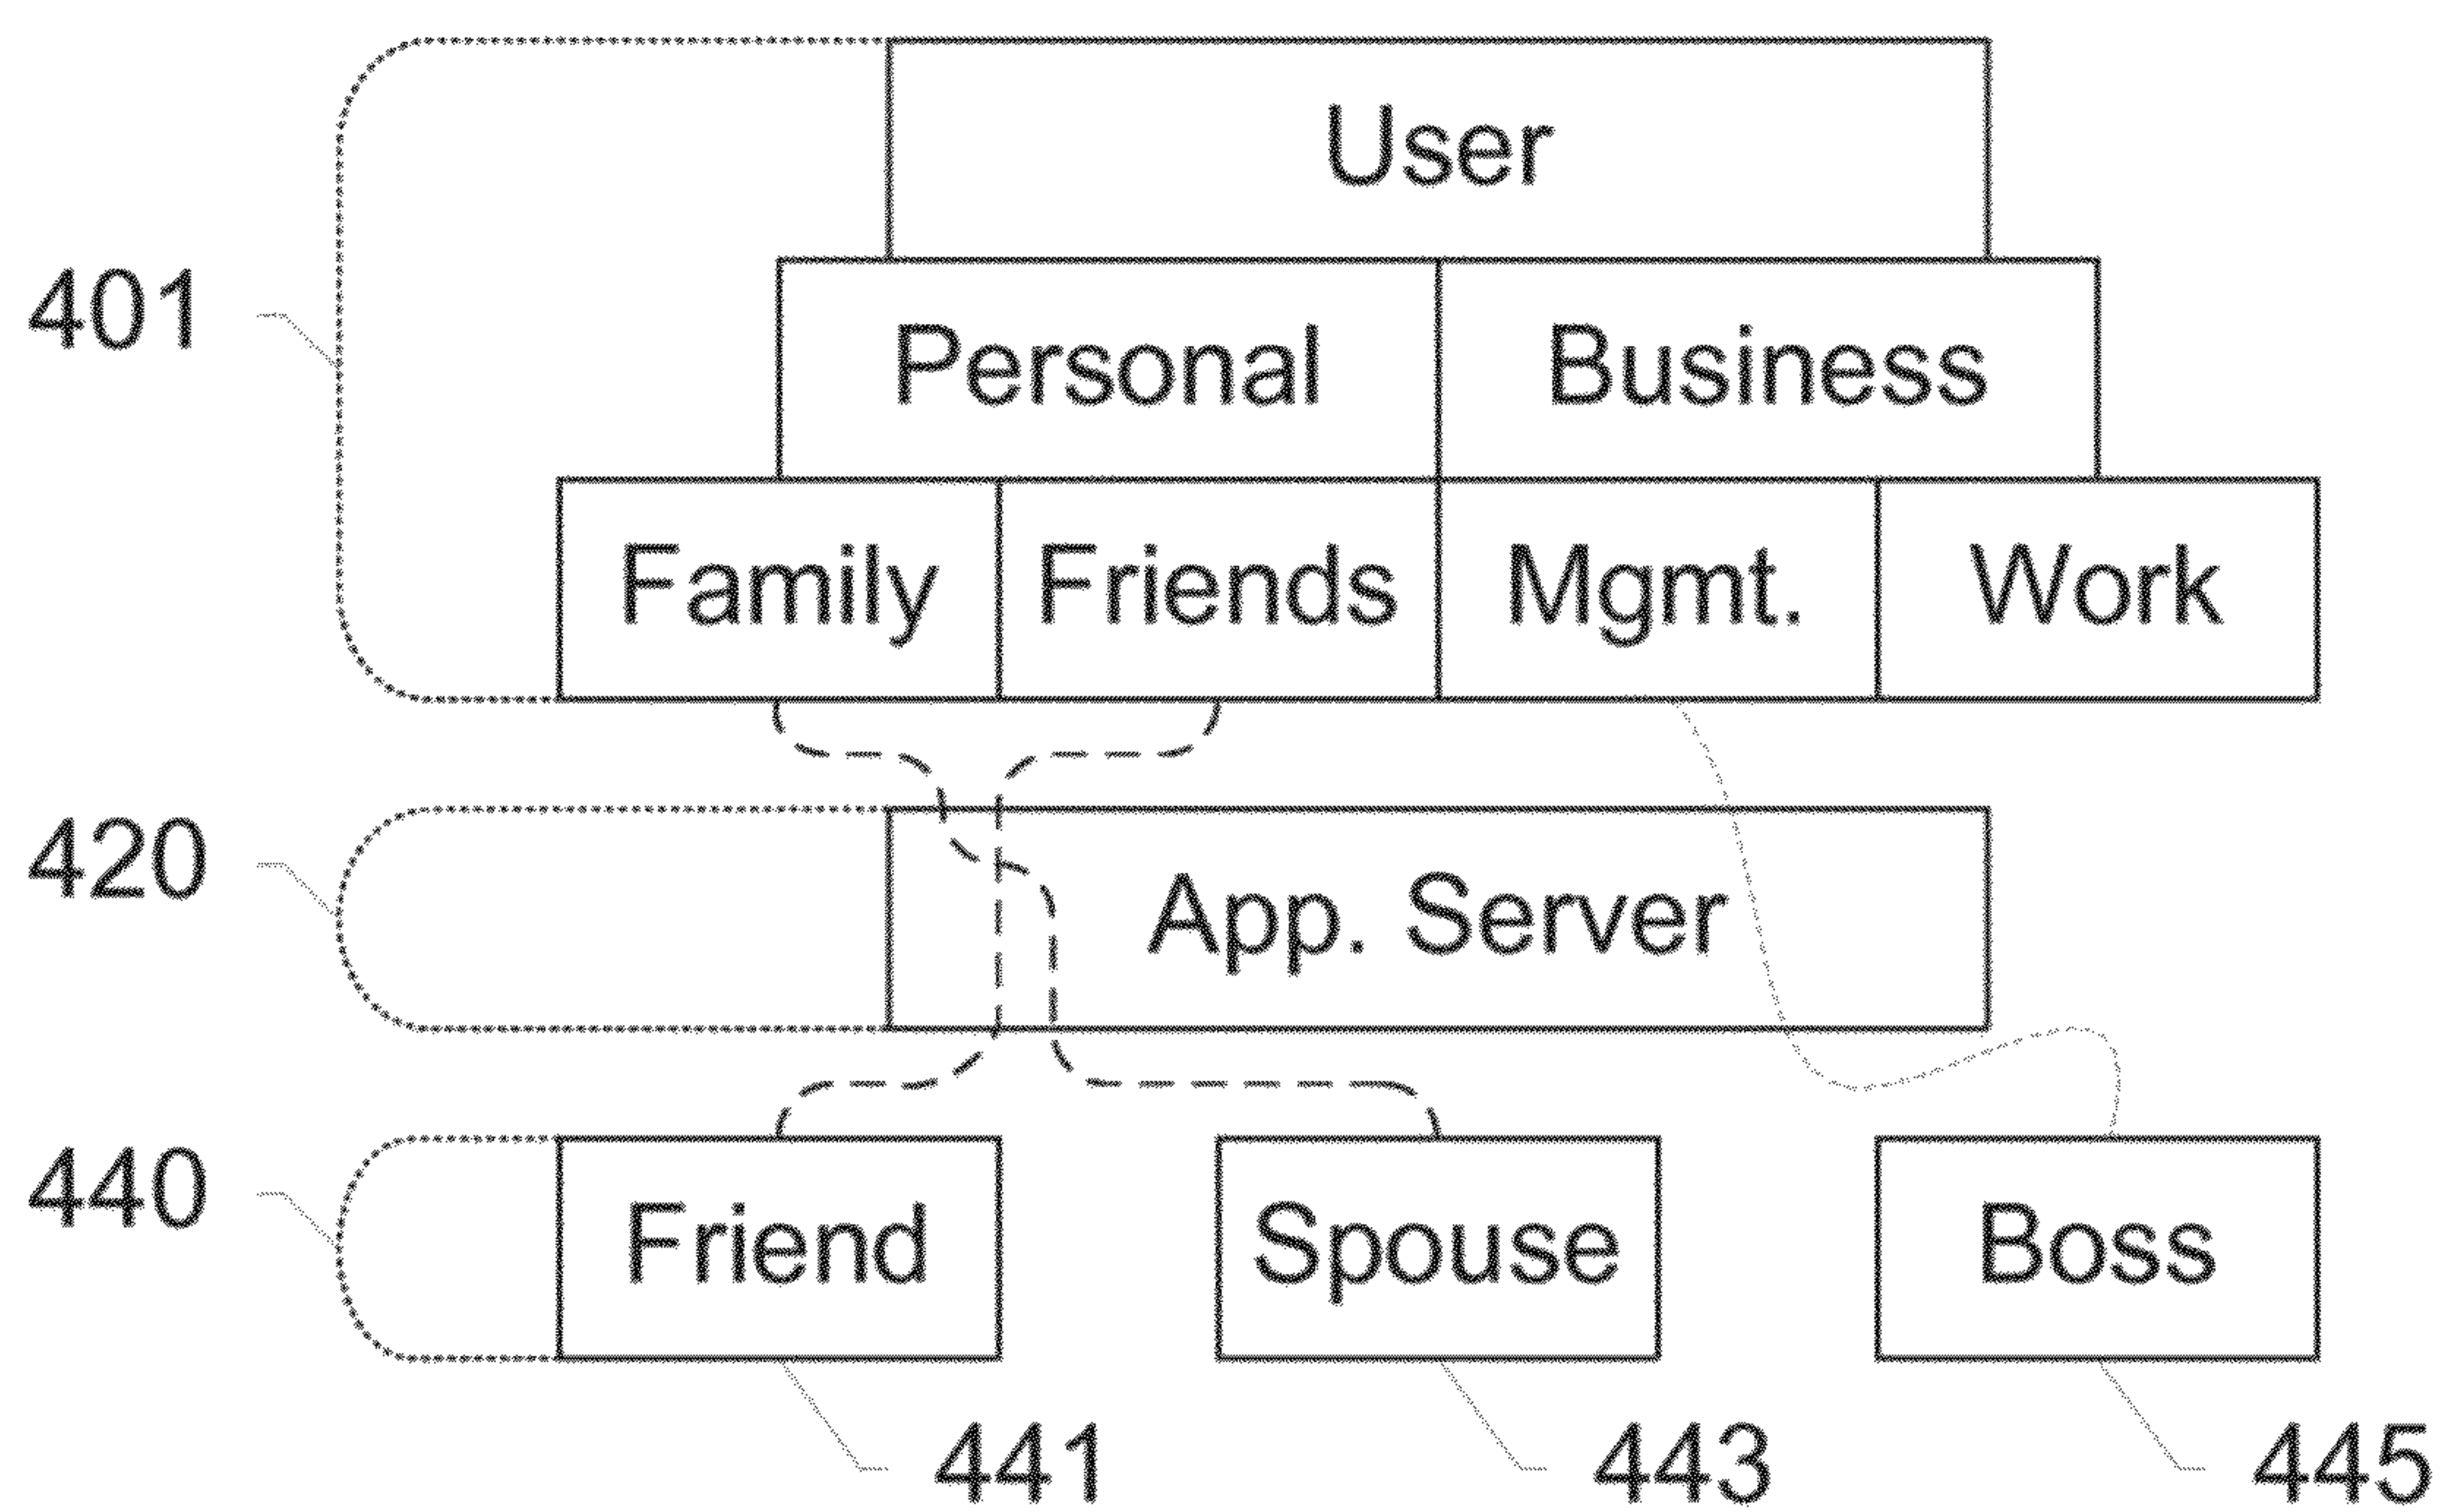 User
401
Personal Business
Family Friends Mgmt. Work
420
App. Server
440
Friend Spouse Boss
441 443 445